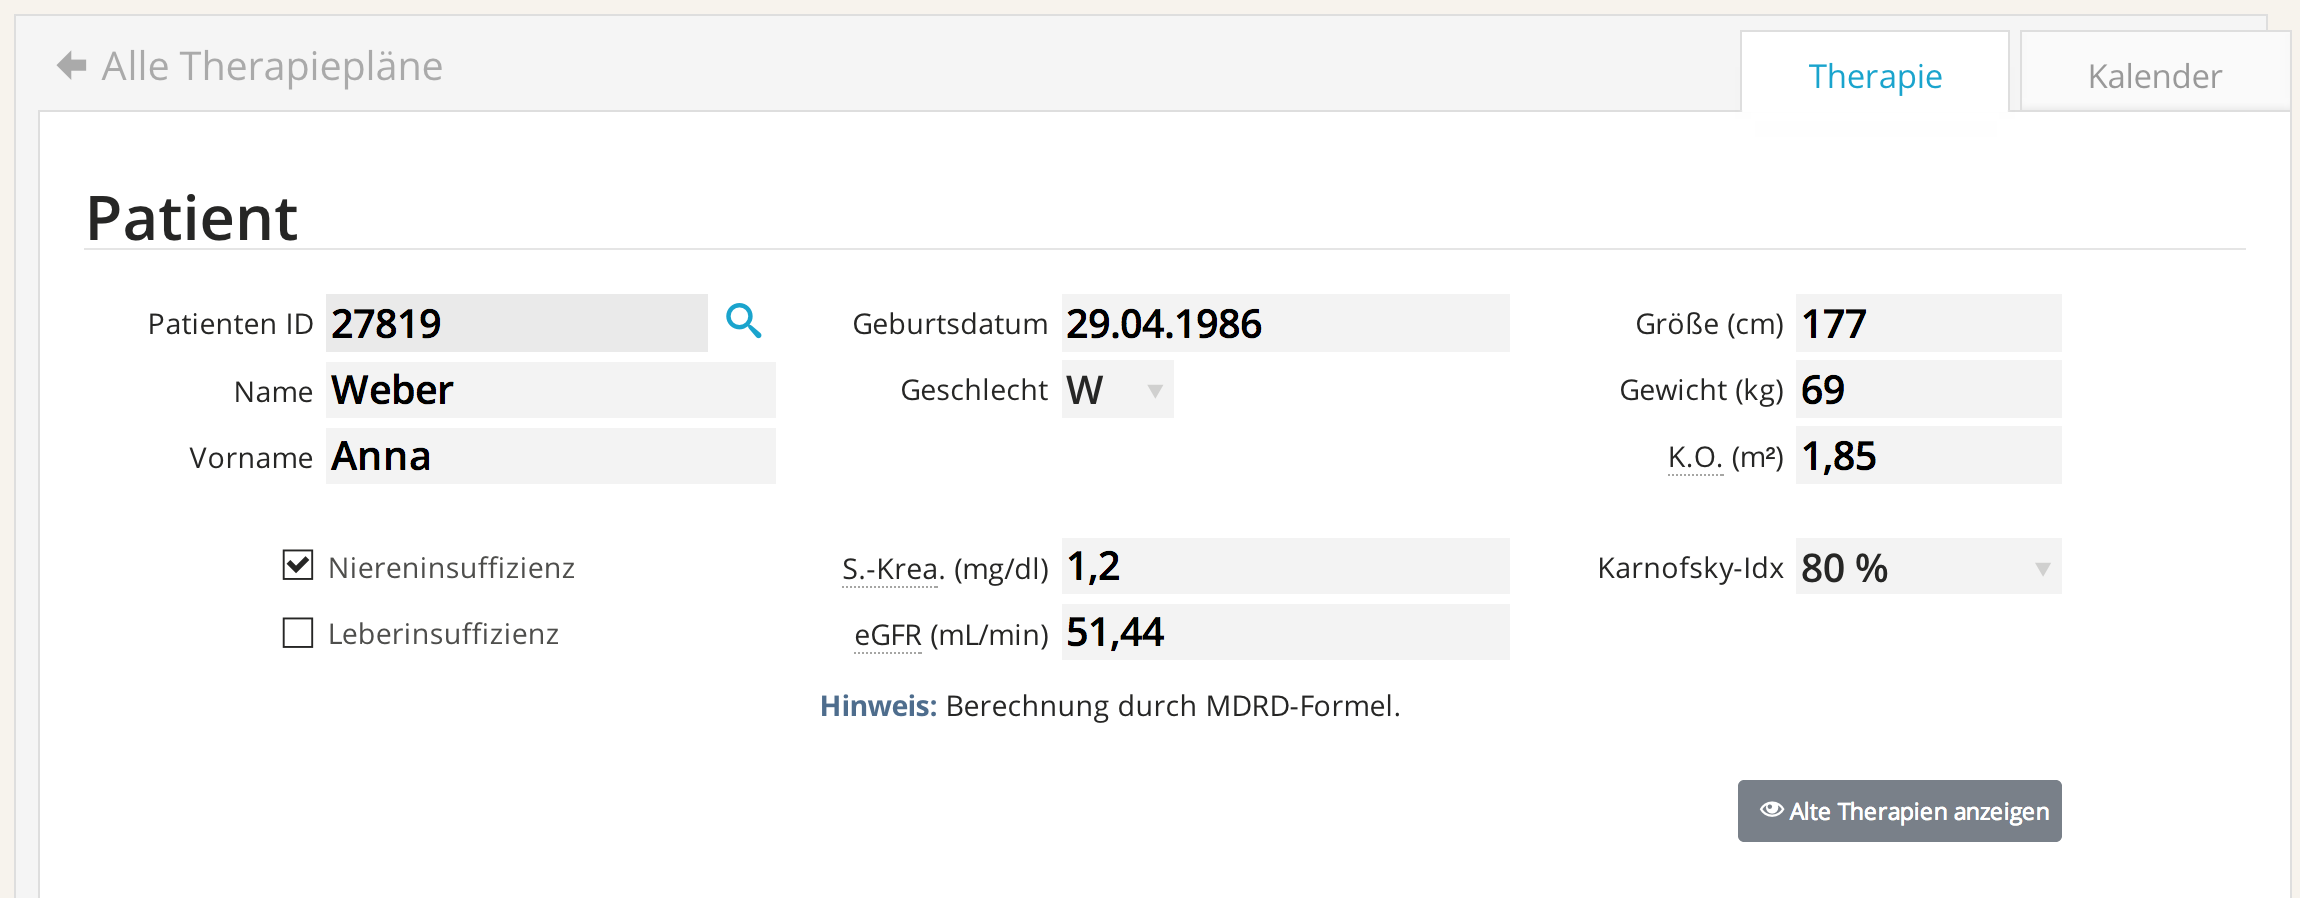 Alle Therapiepläne
Therapie
Kalender
Patient
Patienten ID 27819
Geburtsdatum 29.04.1986
Größe (cm) 177
Name Weber
Geschlecht W
Gewicht (kg) 69
Vorname Anna
K.O. (m²) 1,85
Niereninsuffizienz
S.-Krea. (mg/dl) 1,2
Karnofsky-Idx 80 %
Leberinsuffizienz
eGFR (mL/min) 51,44
Hinweis: Berechnung durch MDRD-Formel.
Alte Therapien anzeigen